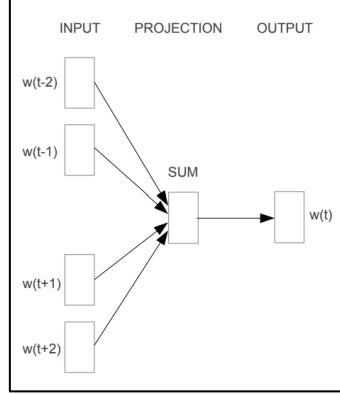 INPUT PROJECTION OUTPUT
w(t-2)
w(t-1)
SUM
w(t)
w(t+1)
w(t+2)